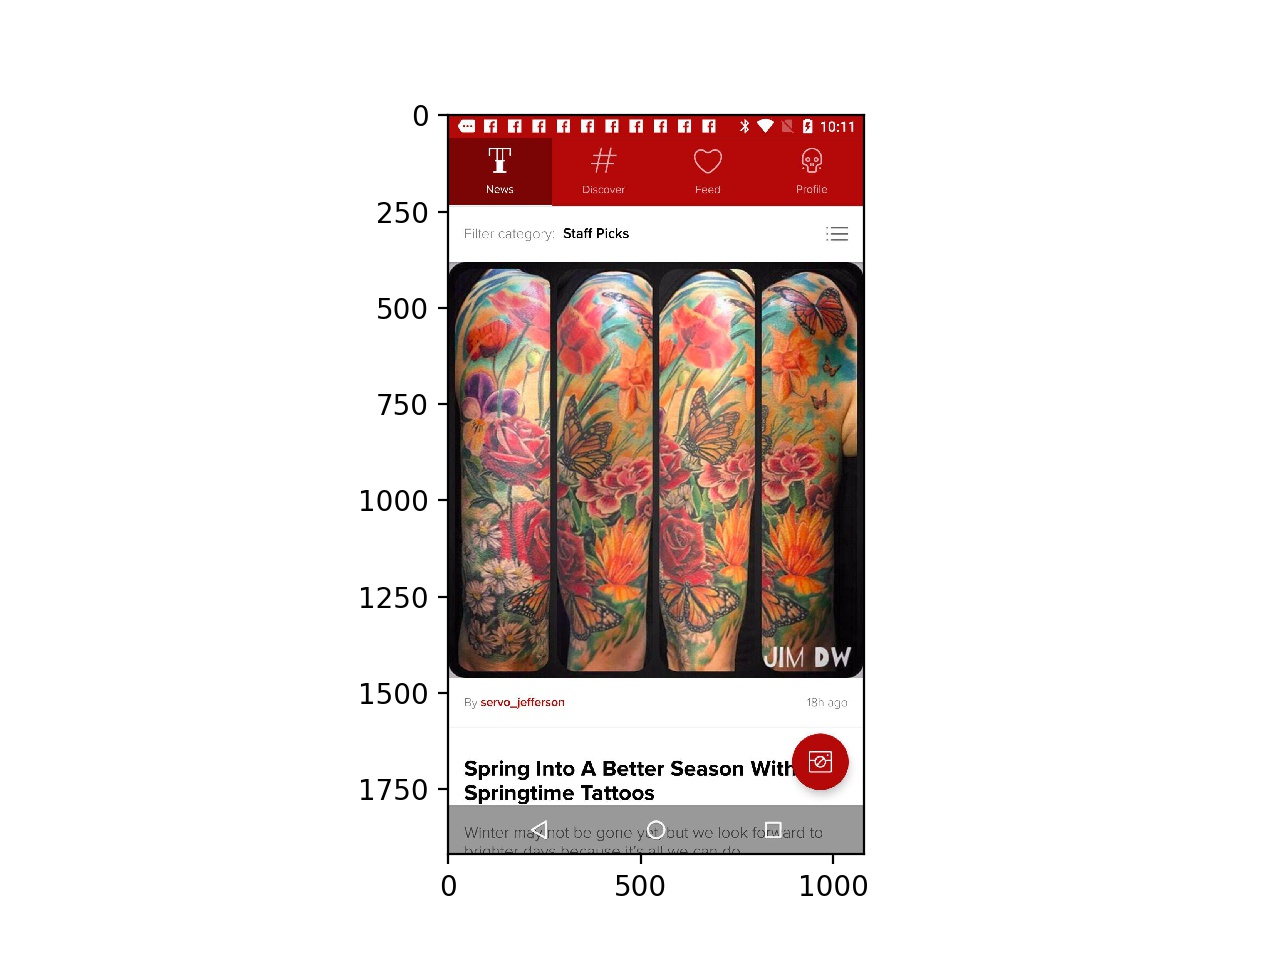 0
250
500
750
1000
1250
1500
1750
0
500
1000
10:11
News
Discover
Feed
Profile
Filter category: Staff Picks
JIM DW
By servo_jefferson
18h ago
Spring Into A Better Season With
Springtime Tattoos
Winter may not be gone yet, but we look forward to
brighter days because it's all we can do